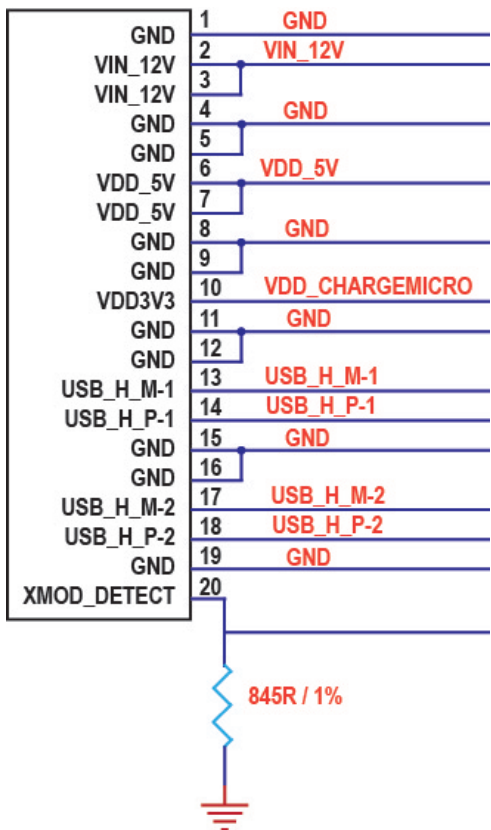 GND 1 GND
VIN_12V 2 VIN_12V
VIN_12V 3
GND 4 GND
GND 5
VDD_5V 6 VDD_5V
VDD_5V 7
GND 8 GND
GND 9
VDD3V3 10 VDD_CHARGEMICRO
GND 11 GND
GND 12
USB_H_M-1 13 USB_H_M-1
USB_H_P-1 14 USB_H_P-1
GND 15 GND
GND 16
USB_H_M-2 17 USB_H_M-2
USB_H_P-2 18 USB_H_P-2
GND 19 GND
XMOD_DETECT 20
845R / 1%